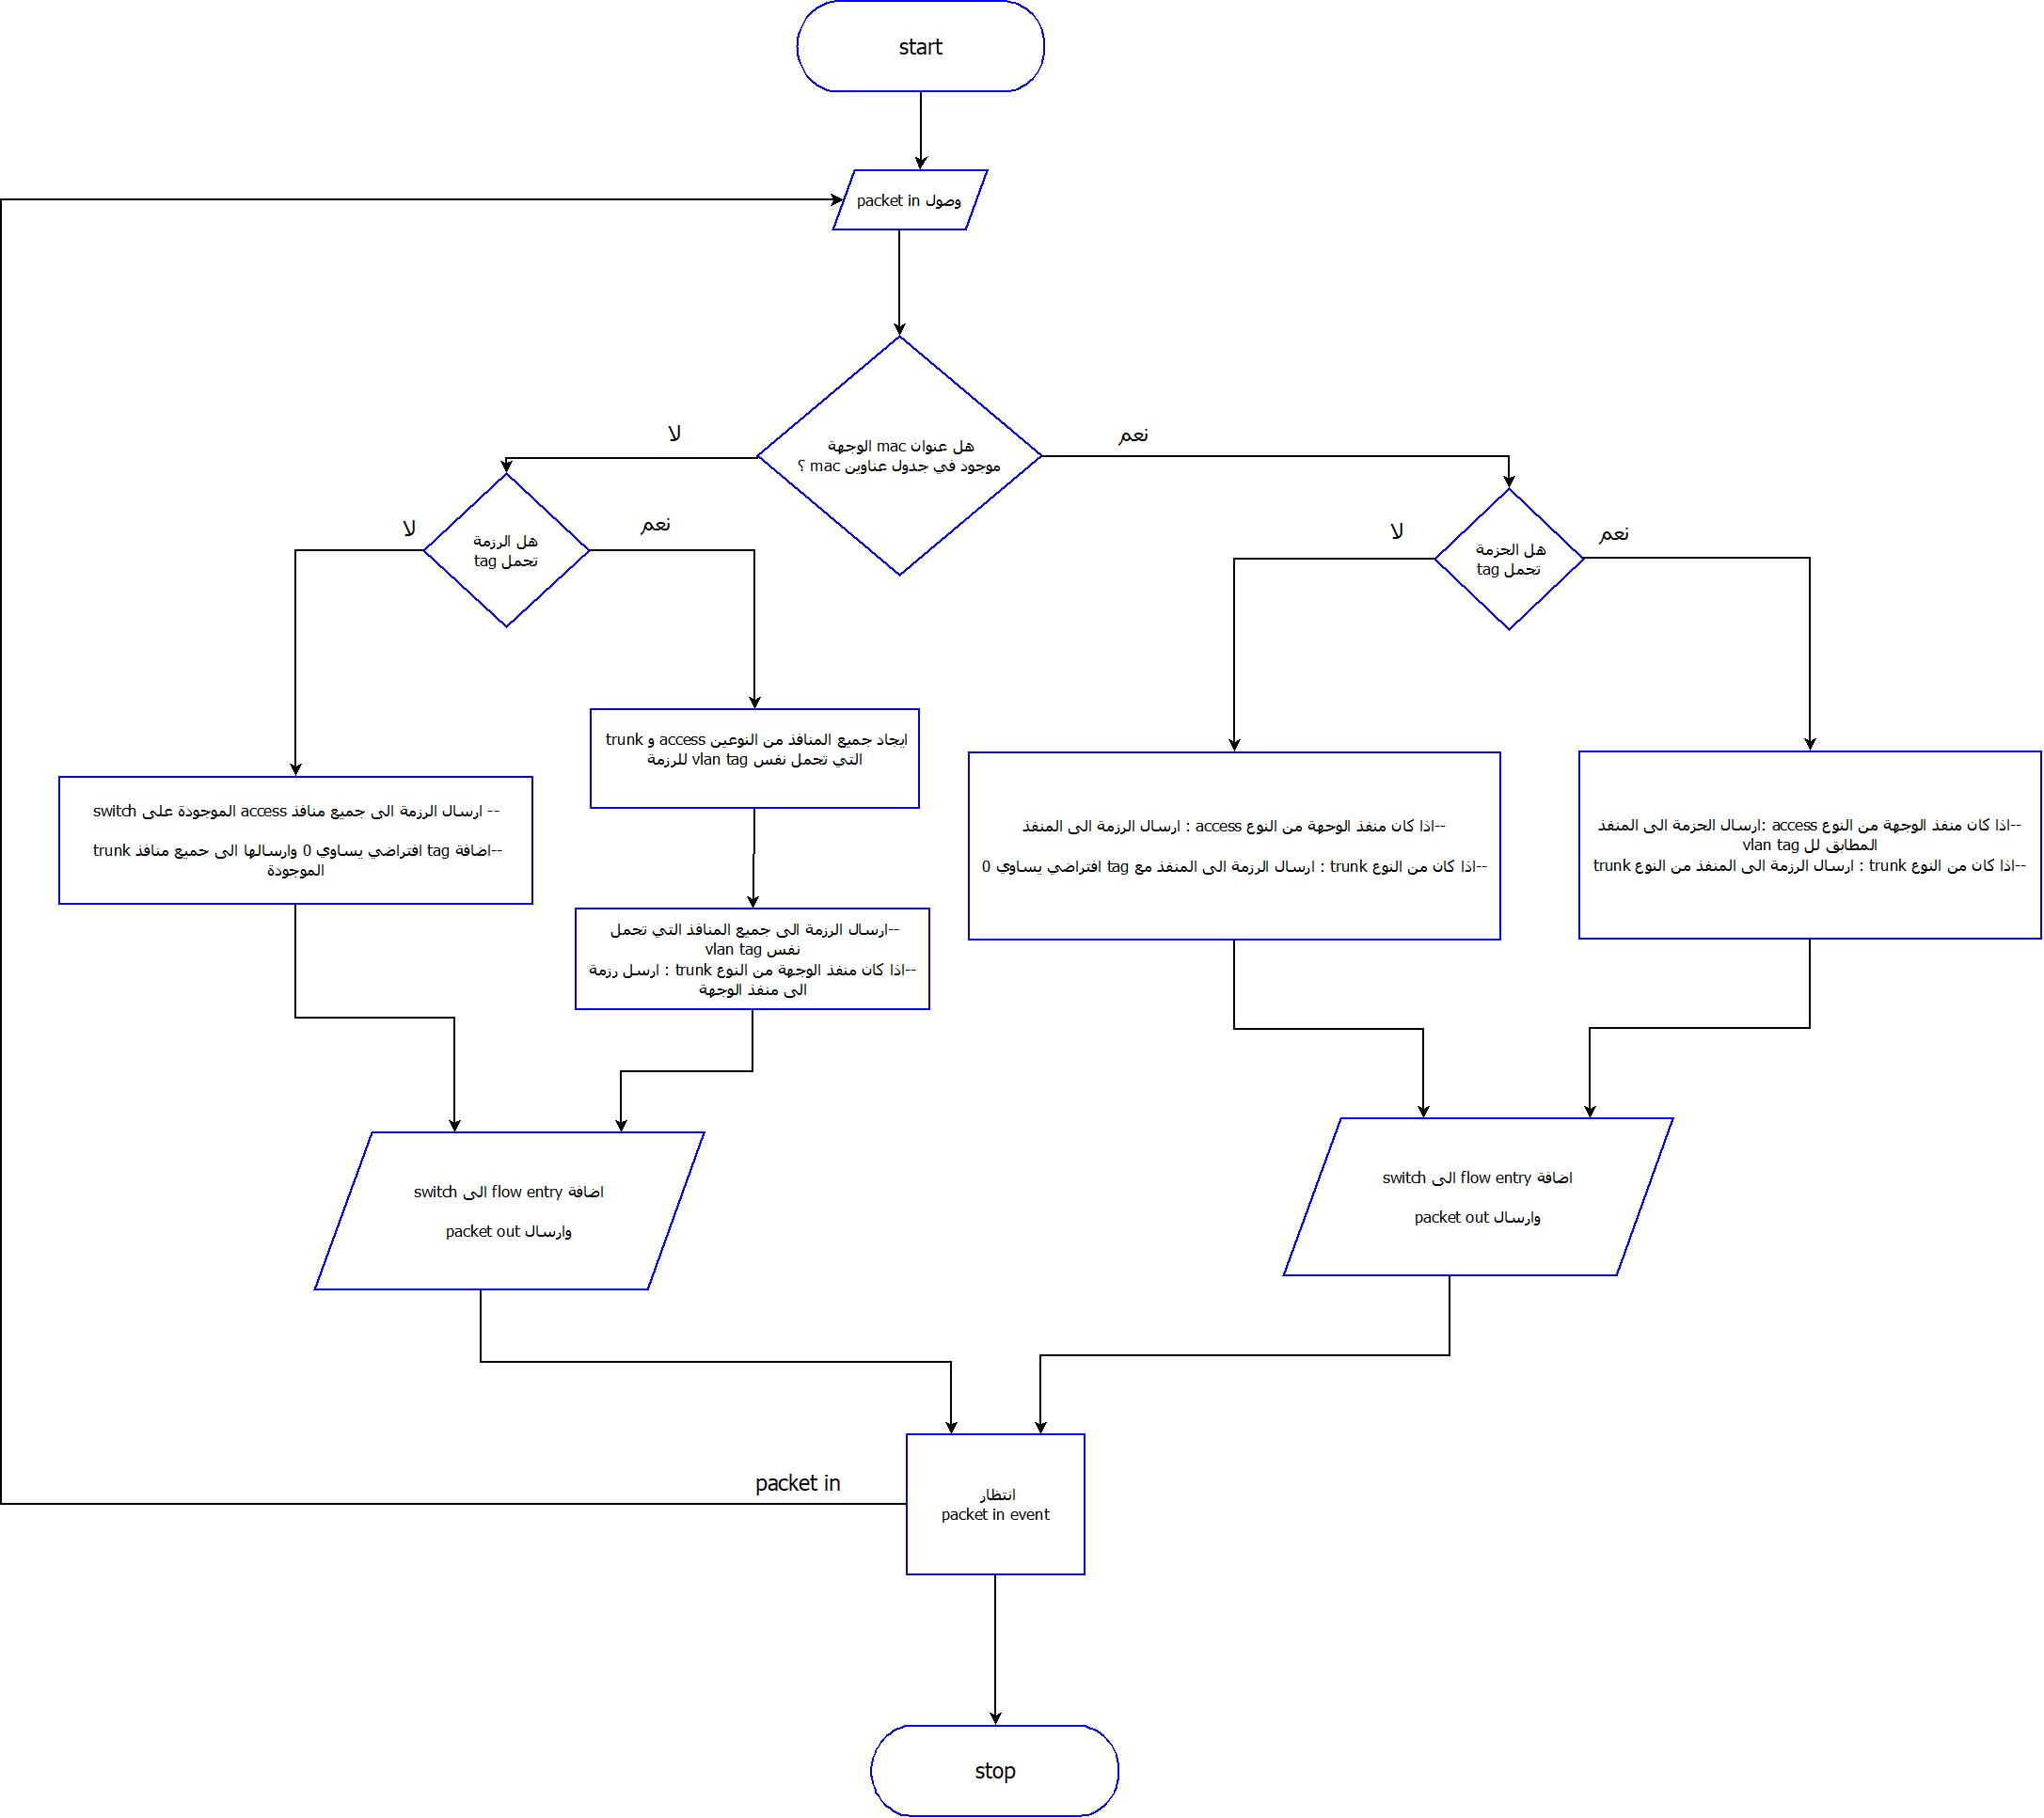 start
وصول packet in
هل عنوان mac الوجهة
موجود في جدول عناوين mac ؟
لا
نعم
هل الرزمة
تحمل tag
لا
نعم
هل الحزمة
تحمل tag
لا
نعم
ايجاد جميع المنافذ من النوعين access و trunk
التي تحمل نفس vlan tag للرزمة
-- ارسال الرزمة الى جميع منافذ access الموجودة على switch
--اضافة tag افتراضي يساوي 0 وارسالها الى جميع منافذ trunk
الموجودة
--ارسال الرزمة الى جميع المنافذ التي تحمل
نفس vlan tag
--اذا كان منفذ الوجهة من النوع trunk : ارسل رزمة
الى منفذ الوجهة
--اذا كان منفذ الوجهة من النوع access : ارسال الرزمة الى المنفذ
--اذا كان من النوع trunk : ارسال الرزمة الى المنفذ مع tag افتراضي يساوي 0
--اذا كان منفذ الوجهة من النوع access :ارسال الحزمة الى المنفذ
المطابق لل vlan tag
--اذا كان من النوع trunk : ارسال الرزمة الى المنفذ من النوع trunk
اضافة flow entry الى switch
وارسال packet out
اضافة flow entry الى switch
وارسال packet out
packet in
انتظار
packet in event
stop